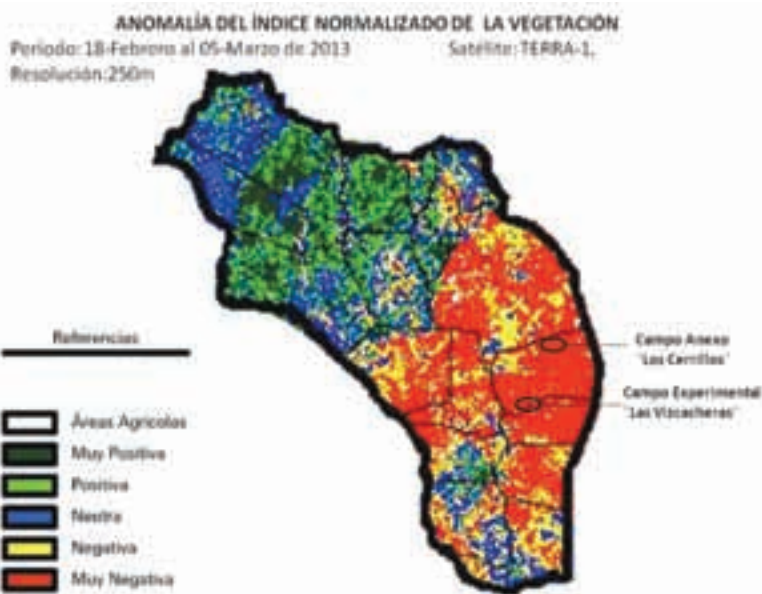 ANOMALÍA DEL ÍNDICE NORMALIZADO DE LA VEGETACIÓN
Período: 18-Febrero al 05-Marzo de 2013 Satélite: TERRA-1,
Resolución: 250m
Referencias
Áreas Agrícolas
Muy Positiva
Positiva
Neutra
Negativa
Muy Negativa
Campo Anexo
"Los Cerrillos"
Campo Experimental
"Las Vizcacheras"